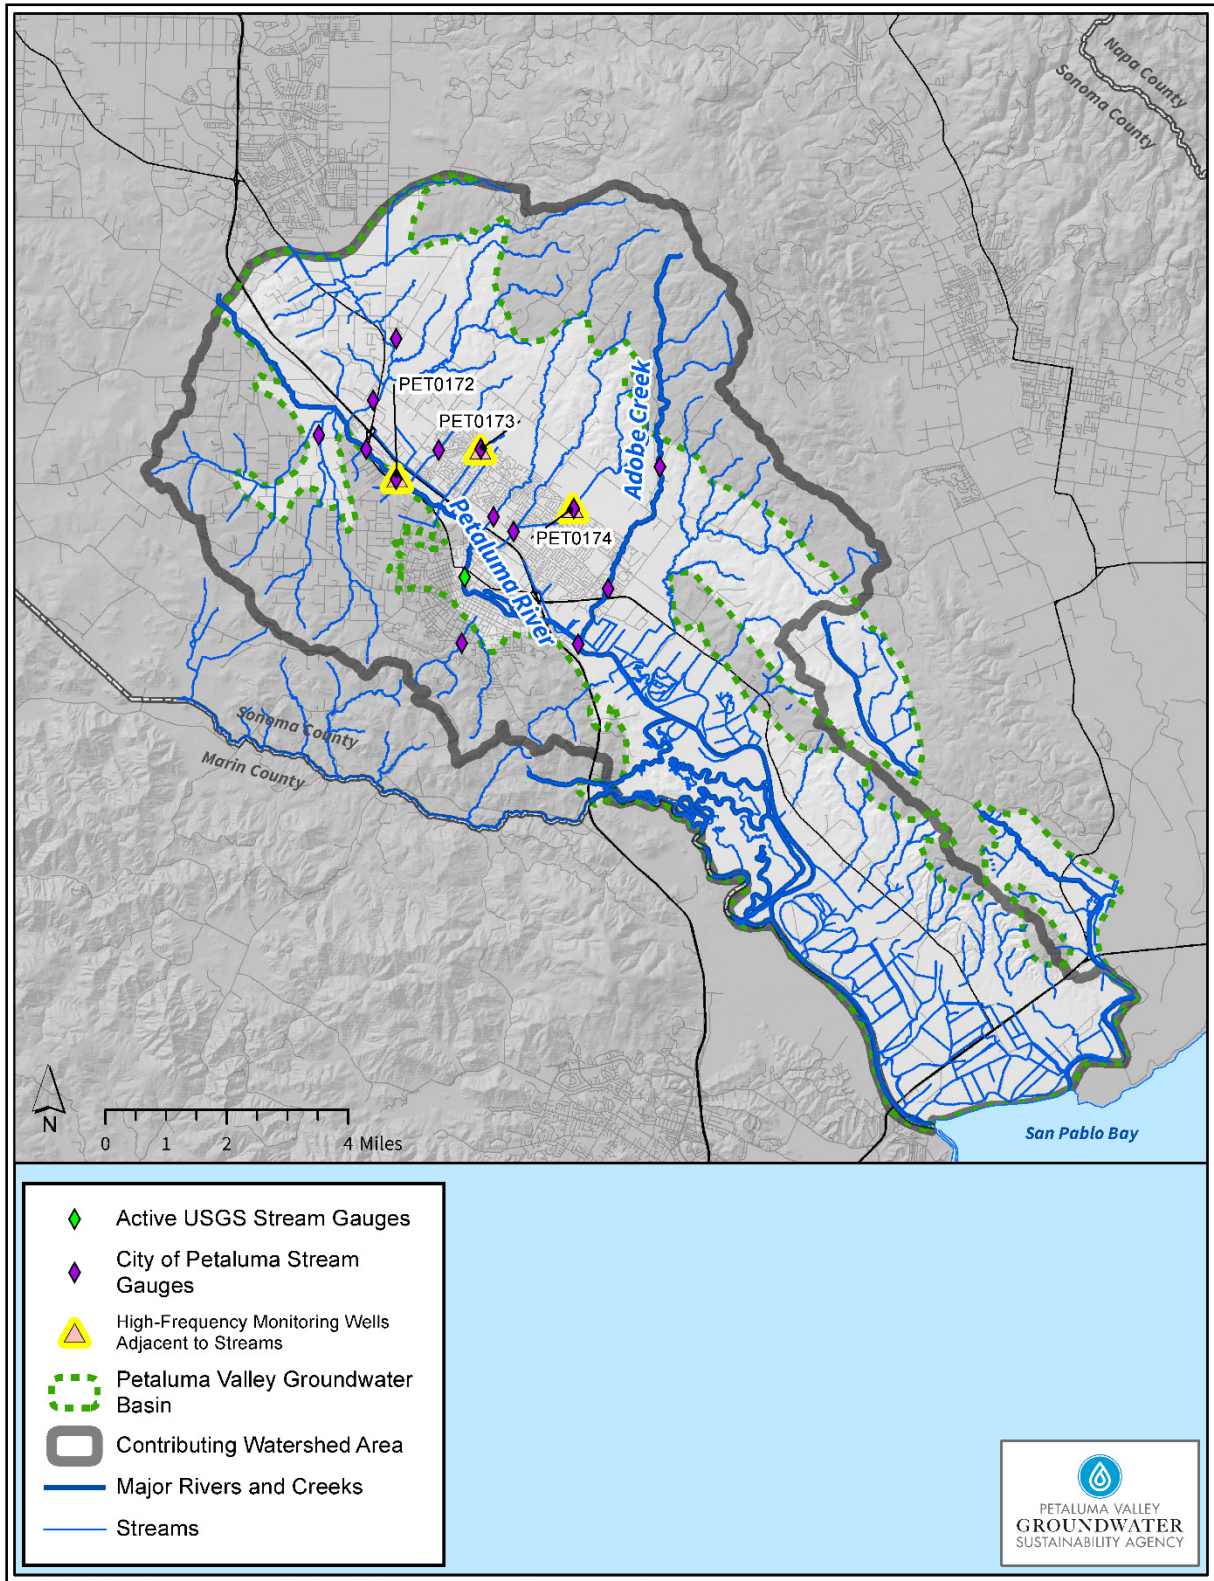 Napa County
Sonoma County
PET0172
PET0173
Adobe Creek
PET0174
Petaluma River
Sonoma County
Marin County
N
0 1 2 4 Miles
San Pablo Bay
Active USGS Stream Gauges
City of Petaluma Stream
Gauges
High-Frequency Monitoring Wells
Adjacent to Streams
Petaluma Valley Groundwater
Basin
Contributing Watershed Area
Major Rivers and Creeks
Streams
PETALUMA VALLEY
GROUNDWATER
SUSTAINABILITY AGENCY